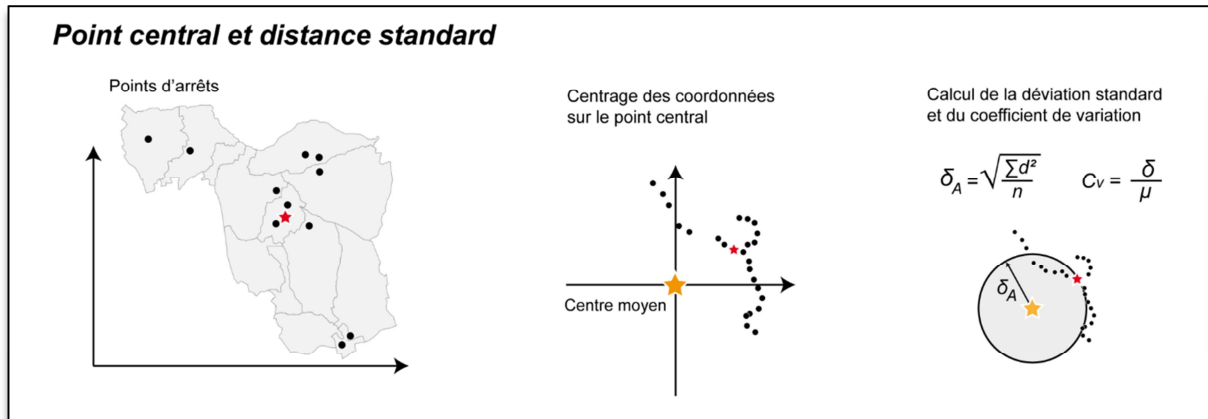 Point central et distance standard
Points d'arrêts
Centrage des coordonnées
sur le point central
Centre moyen
Calcul de la déviation standard
et du coefficient de variation
δA = √Σd²/n
Cv = δ/μ
δA